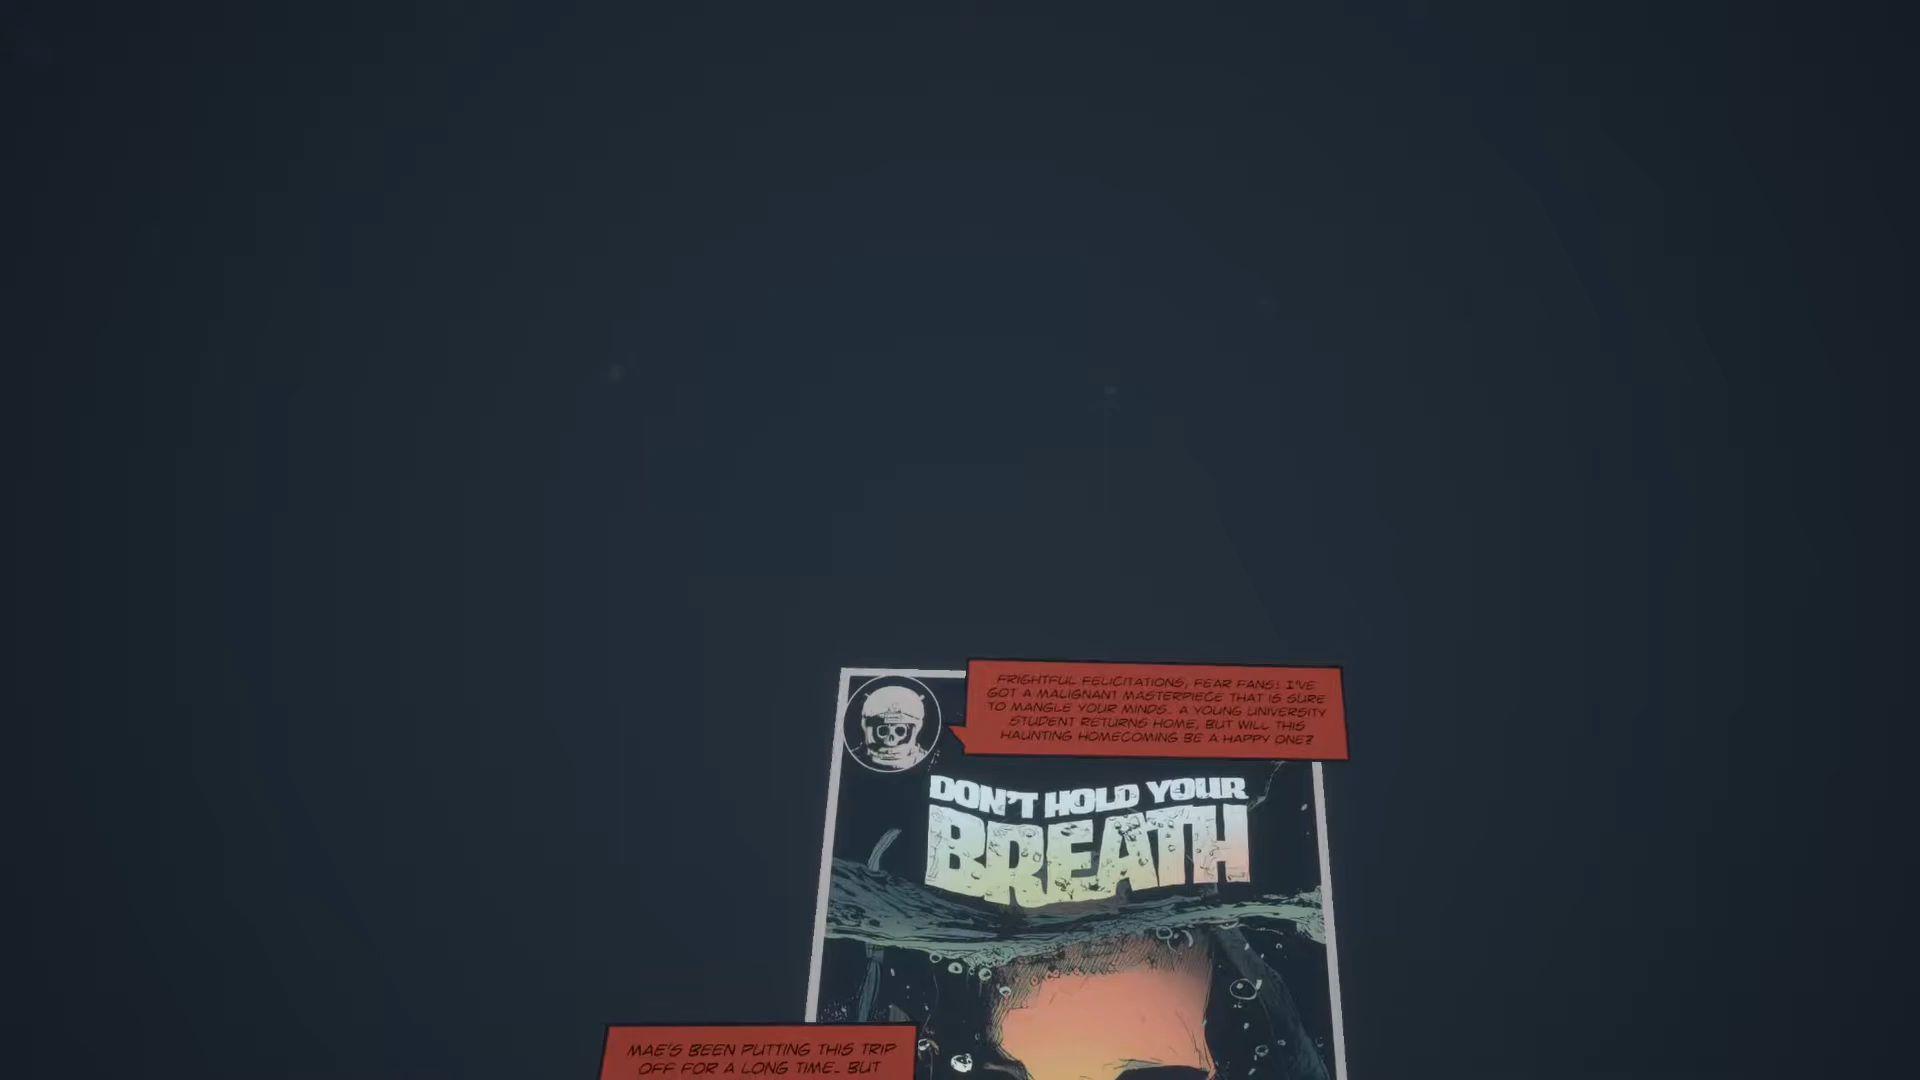 FRIGHTFUL FELICITATIONS, FEAR FANS! I'VE
GOT A MALIGNANT MASTERPIECE THAT IS SURE
TO MANGLE YOUR MINDS. A YOUNG UNIVERSITY
STUDENT RETURNS HOME, BUT WILL THIS
HAUNTING HOMECOMING BE A HAPPY ONE?
DON'T HOLD YOUR
BREATH
MAE'S BEEN PUTTING THIS TRIP
OFF FOR A LONG TIME. BUT